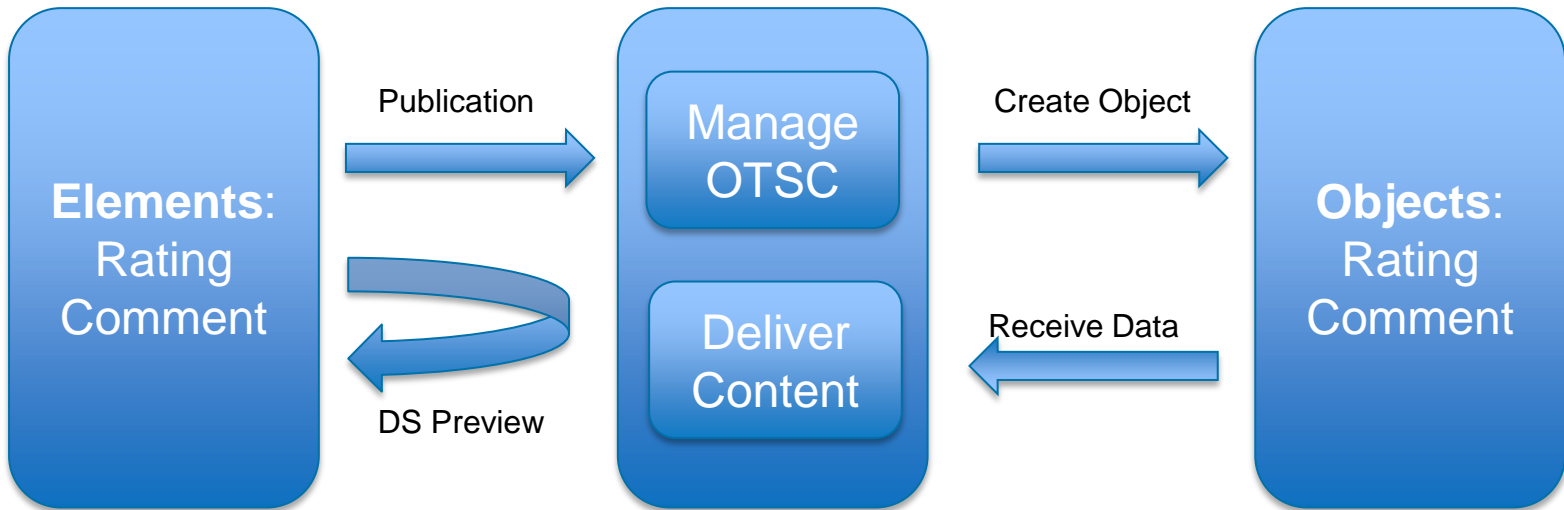 Elements:
Rating
Comment
Publication
DS Preview
Manage
OTSC
Deliver
Content
Create Object
Receive Data
Objects:
Rating
Comment